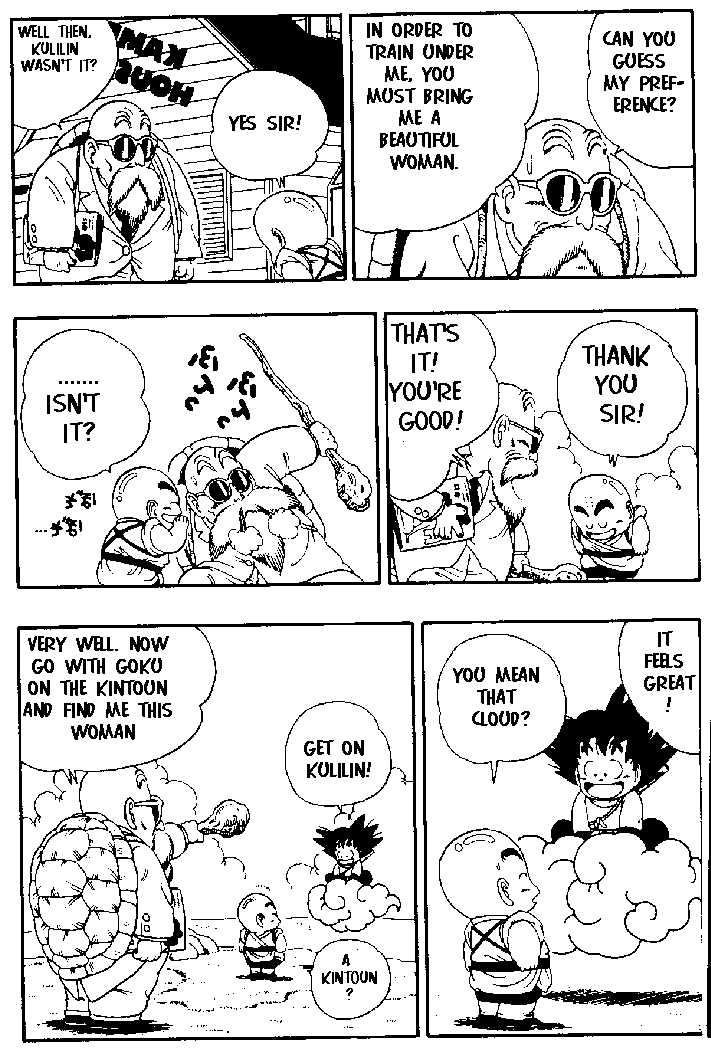 WELL THEN,
KULILIN
WASN'T IT?
KAM
HOUS
YES SIR!
IN ORDER TO
TRAIN UNDER
ME, YOU
MUST BRING
ME A
BEAUTIFUL
WOMAN.
CAN YOU
GUESS
MY PREF-
ERENCE?
.......
ISN'T
IT?
THAT'S
IT!
YOU'RE
GOOD!
THANK
YOU
SIR!
VERY WELL. NOW
GO WITH GOKU
ON THE KINTOUN
AND FIND ME THIS
WOMAN
GET ON
KULILIN!
A
KINTOUN
?
YOU MEAN
THAT
CLOUD?
IT
FEELS
GREAT
!